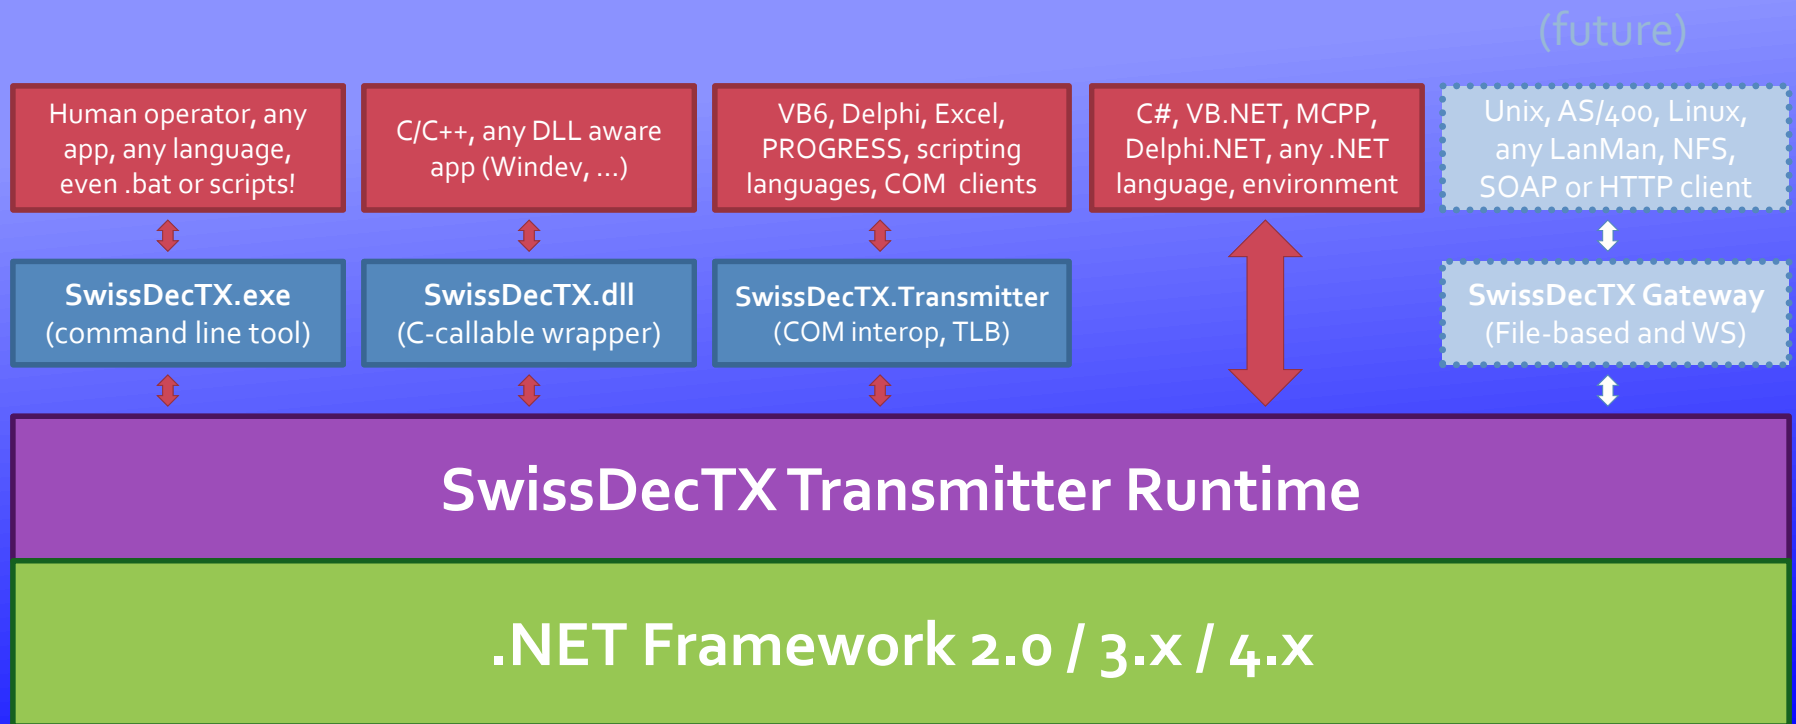 (future)
Human operator, any
app, any language,
even .bat or scripts!
C/C++, any DLL aware
app (Windev, ...)
VB6, Delphi, Excel,
PROGRESS, scripting
languages, COM clients
C#, VB.NET, MCPP,
Delphi.NET, any .NET
language, environment
Unix, AS/400, Linux,
any LanMan, NFS,
SOAP or HTTP client
SwissDecTX.exe
(command line tool)
SwissDecTX.dll
(C-callable wrapper)
SwissDecTX.Transmitter
(COM interop, TLB)
SwissDecTX Gateway
(File-based and WS)
SwissDecTX Transmitter Runtime
.NET Framework 2.0 / 3.x / 4.x